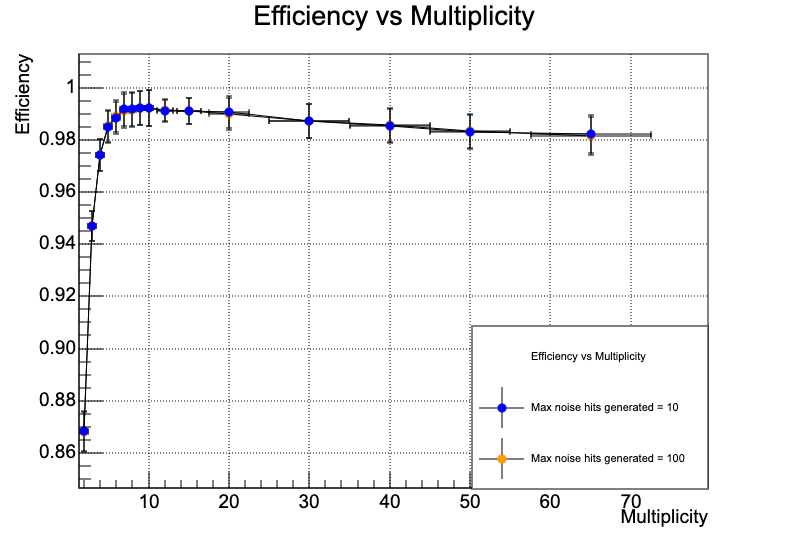 Efficiency vs Multiplicity
Efficiency
1
0.98
0.96
0.94
0.92
0.90
0.88
0.86
Efficiency vs Multiplicity
Max noise hits generated = 10
Max noise hits generated = 100
10 20 30 40 50 60 70
Multiplicity